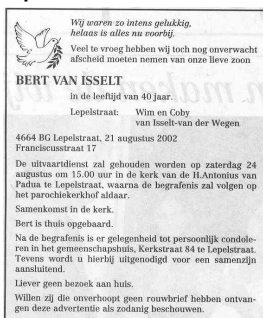 Wij waren zo intens gelukkig,
helaas is alles nu voorbij.
Veel te vroeg hebben wij toch nog onverwacht
afscheid moeten nemen van onze lieve zoon
BERT VAN ISSELT
in de leeftijd van 40 jaar.
Lepelstraat: Wim en Coby
van Isselt-van der Wegen
4664 BG Lepelstraat, 21 augustus 2002
Franciscusstraat 17
De uitvaartdienst zal gehouden worden op zaterdag 24
augustus om 15.00 uur in de kerk van de H.Antonius van
Padua te Lepelstraat, waarna de begrafenis zal volgen op
het parochiekerkhof aldaar.
Samenkomst in de kerk.
Bert is thuis opgebaard.
Na de begrafenis is er gelegenheid tot persoonlijk condole-
ren in het gemeenschapshuis, Kerkstraat 84 te Lepelstraat.
Tevens wordt u hierbij uitgenodigd voor een samenzijn
aansluitend.
Liever geen bezoek aan huis.
Willen zij die onverhoopt geen rouwbrief hebben ontvan-
gen deze advertentie als zodanig beschouwen.